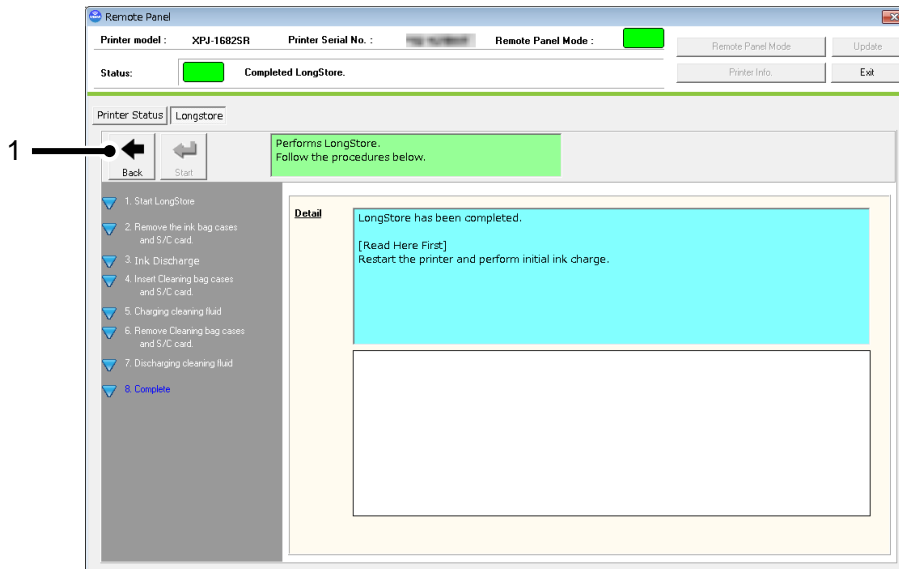 Remote Panel
Printer model : XPJ-1682SR Printer Serial No. : Remote Panel Mode :
Remote Panel Mode Update
Status: Completed LongStore.
Printer Info. Exit
Printer Status Longstore
1
Back Start
Performs LongStore.
Follow the procedures below.
1. Start LongStore
2. Remove the ink bag cases
and S/C card.
3. Ink Discharge
4. Insert Cleaning bag cases
and S/C card.
5. Charging cleaning fluid
6. Remove Cleaning bag cases
and S/C card.
7. Discharging cleaning fluid
8. Complete
Detail
LongStore has been completed.
[Read Here First]
Restart the printer and perform initial ink charge.